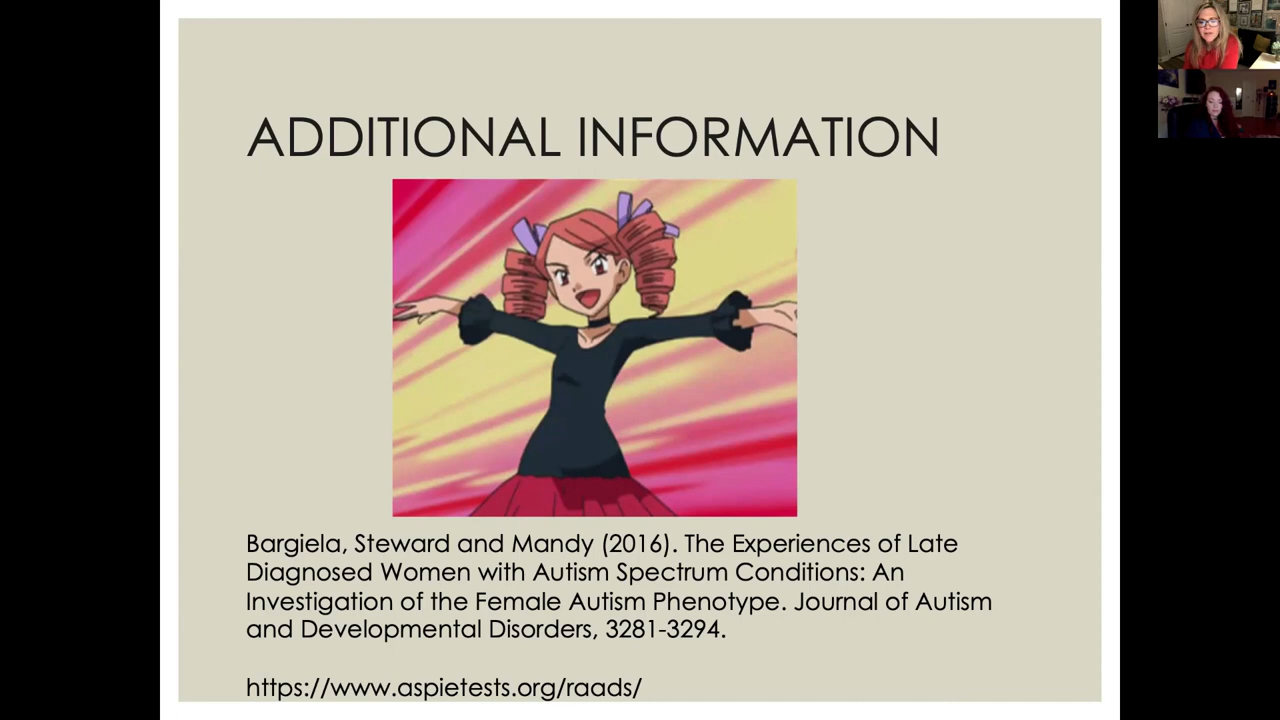 ADDITIONAL INFORMATION
Bargiela, Steward and Mandy (2016). The Experiences of Late
Diagnosed Women with Autism Spectrum Conditions: An
Investigation of the Female Autism Phenotype. Journal of Autism
and Developmental Disorders, 3281-3294.
https://www.aspietests.org/raads/